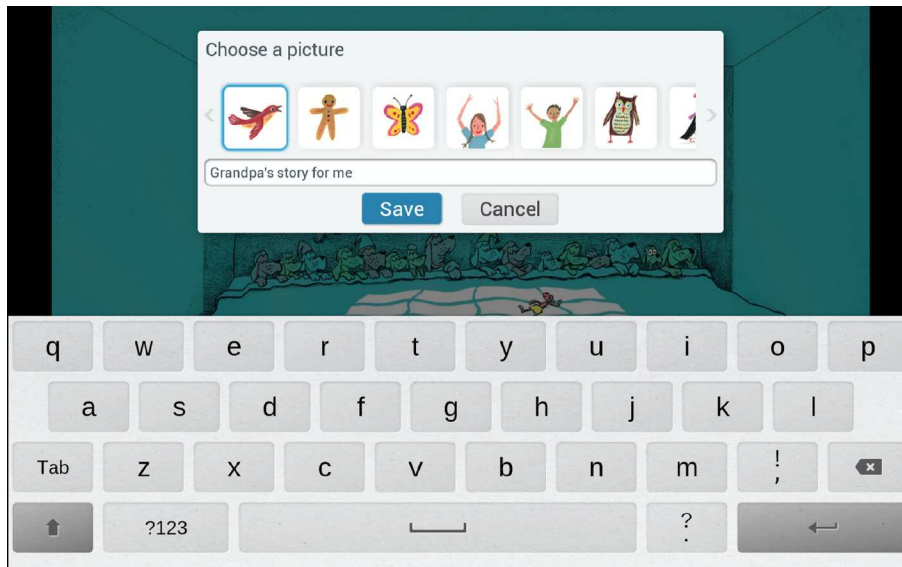 Choose a picture
Grandpa's story for me
Save Cancel
q w e r t y u i o p
a s d f g h j k l
Tab z x c v b n m ! ,
?123 ? .